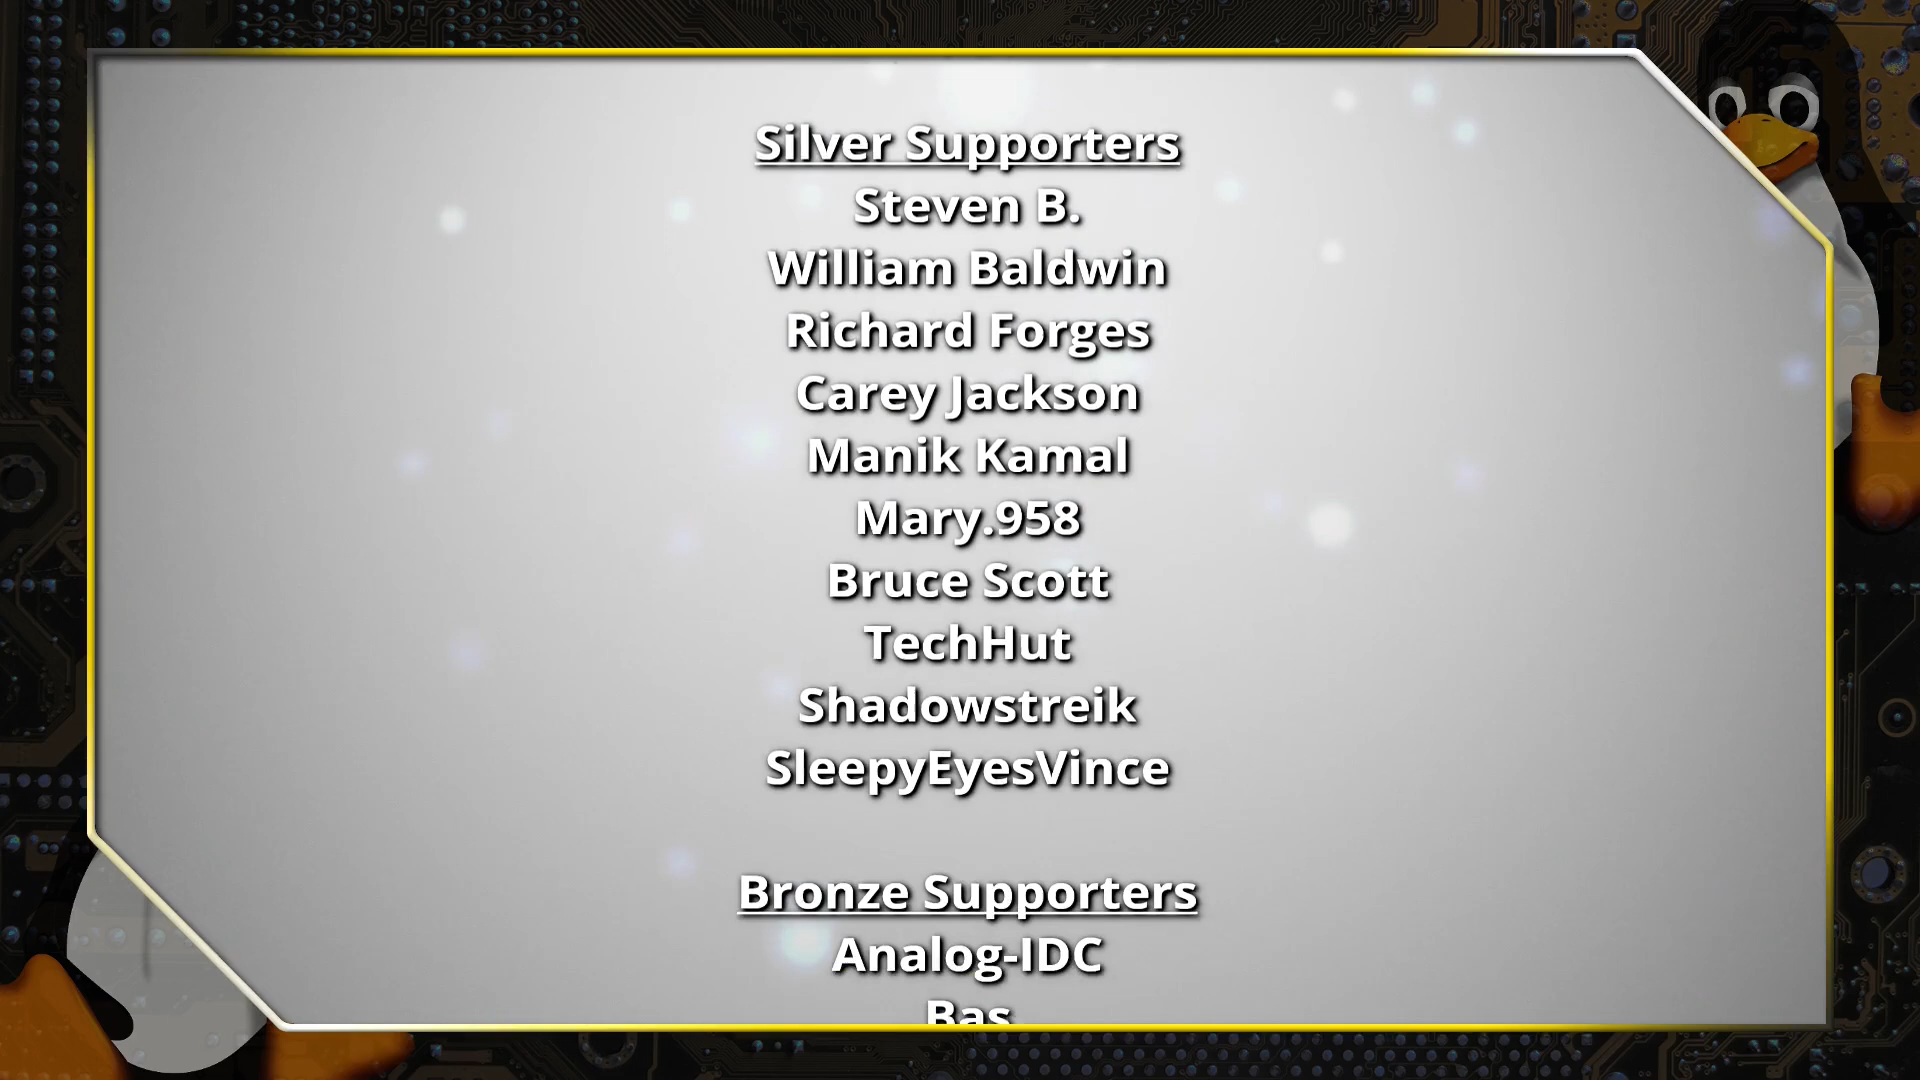 Silver Supporters
Steven B.
William Baldwin
Richard Forges
Carey Jackson
Manik Kamal
Mary.958
Bruce Scott
TechHut
Shadowstreik
SleepyEyesVince
Bronze Supporters
Analog-IDC
Bas